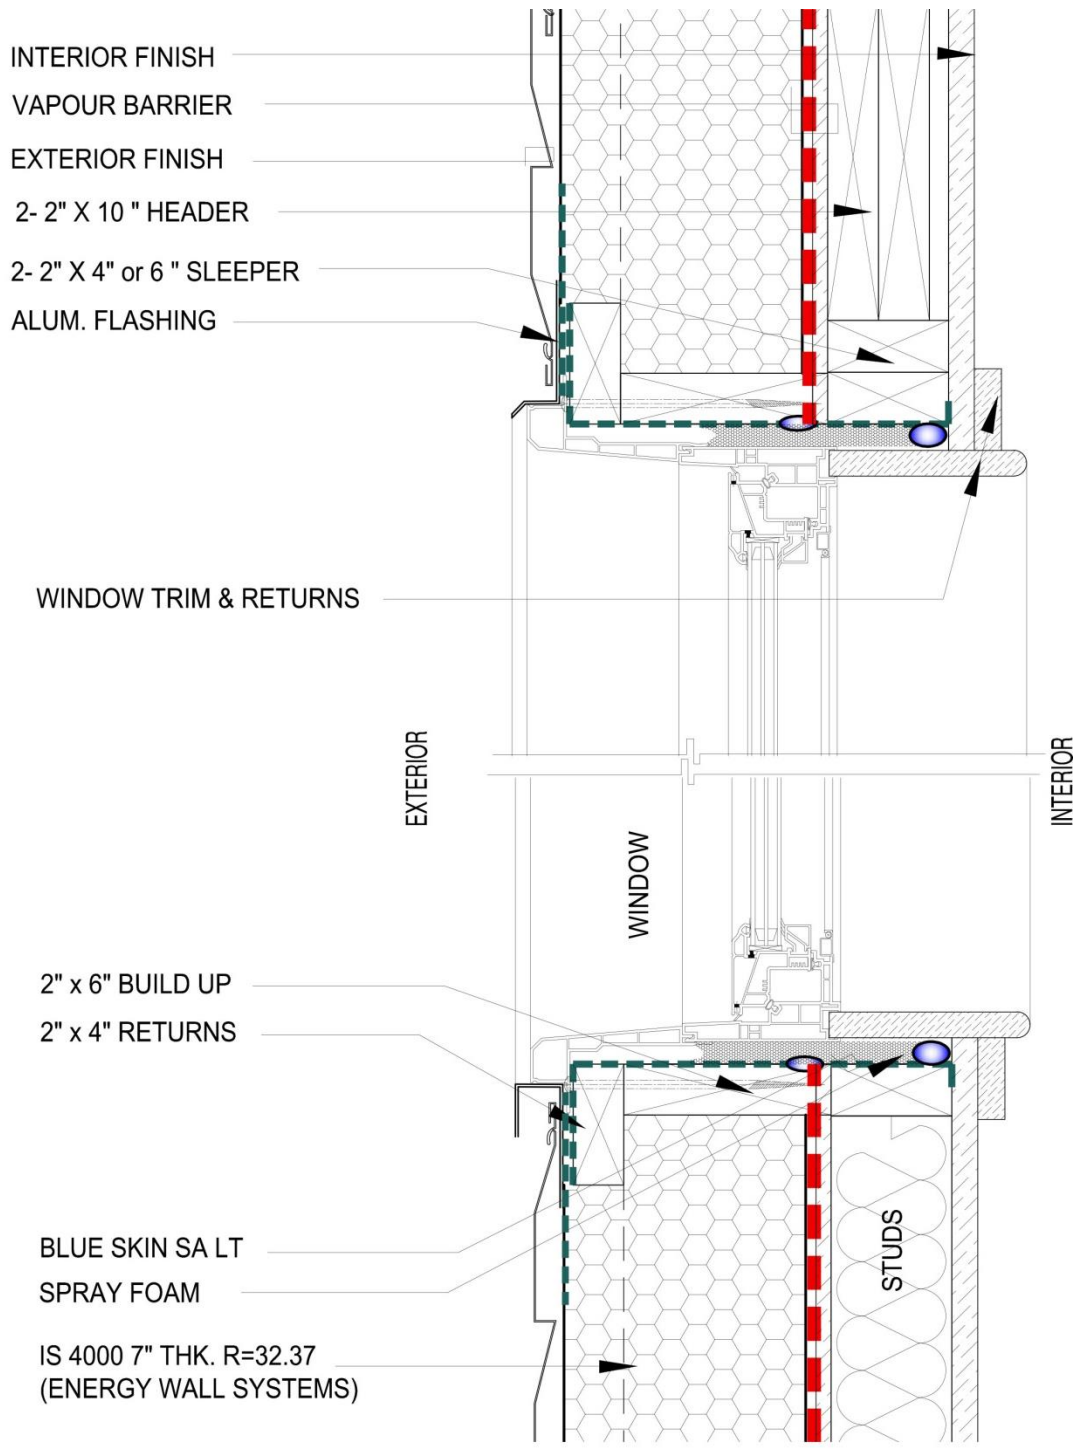 INTERIOR FINISH
VAPOUR BARRIER
EXTERIOR FINISH
2- 2" X 10 " HEADER
2- 2" X 4" or 6 " SLEEPER
ALUM. FLASHING
WINDOW TRIM & RETURNS
EXTERIOR
INTERIOR
WINDOW
2" x 6" BUILD UP
2" x 4" RETURNS
STUDS
BLUE SKIN SA LT
SPRAY FOAM
IS 4000 7" THK. R=32.37
(ENERGY WALL SYSTEMS)